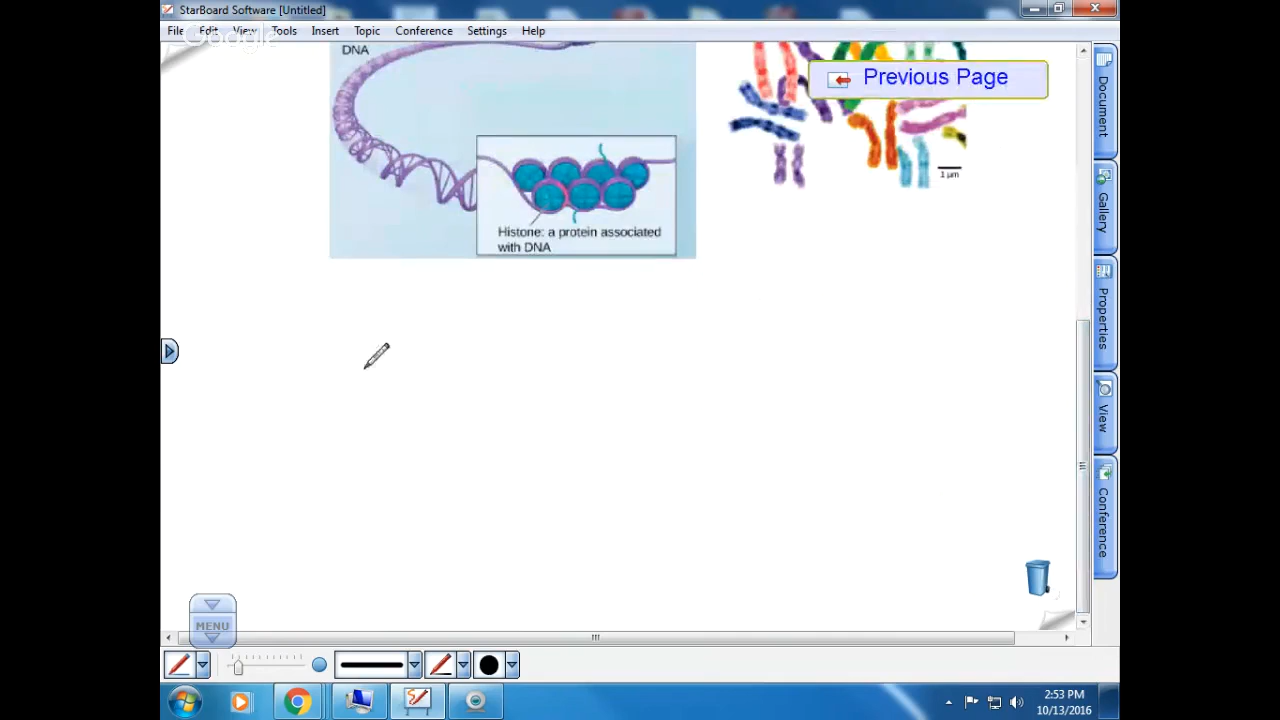 StarBoard Software [Untitled]
File Edit View Tools Insert Topic Conference Settings Help
Google
DNA
Previous Page
1 µm
Histone: a protein associated
with DNA
Document
Gallery
Properties
View
Conference
MENU
2:53 PM
10/13/2016